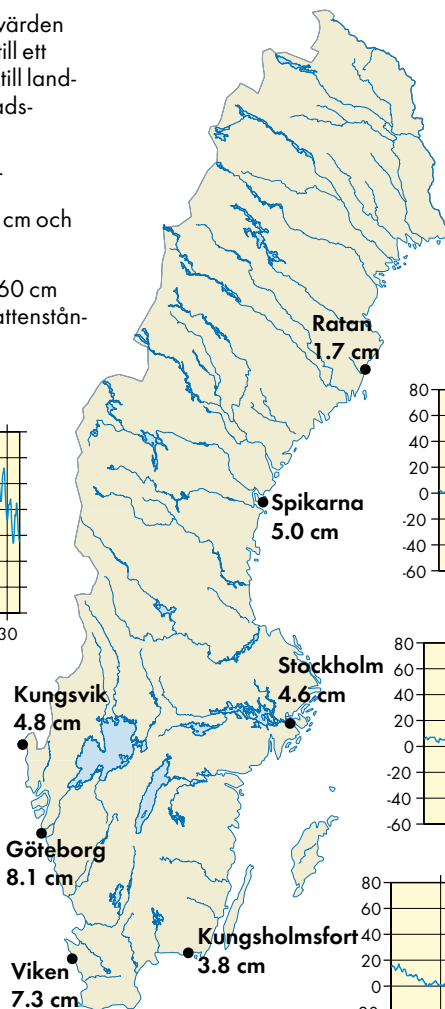 värden
till ett
till land-
ads-
cm och
60 cm
attenstån-
Ratan
1.7 cm
80
60
40
20
0
-20
-40
-60
Spikarna
5.0 cm
30
Stockholm
4.6 cm
80
60
40
20
0
-20
-40
-60
Kungsvik
4.8 cm
Göteborg
8.1 cm
Kungsholmsfort
3.8 cm
80
60
40
20
0
Viken
7.3 cm